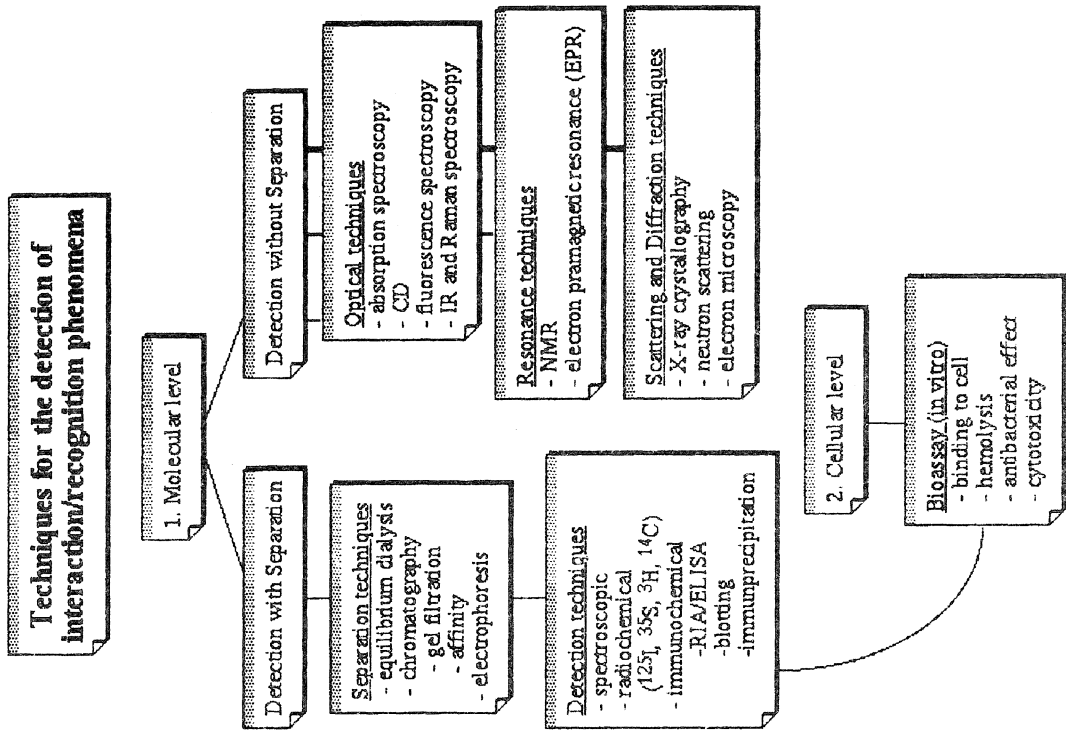 Techniques for the detection of
interaction/recognition phenomena
1. Molecular level
Detection with Separation
Separation techniques
- equilibrium dialysis
- chromatography
- gel filtration
- affinity
- electrophoresis
Detection techniques
- spectroscopic
- radiochemical
(¹²⁵I, ³⁵S, ³H, ¹⁴C)
- immunochemical
-RIA/ELISA
- blotting
-immunprecipitation
Detection without Separation
Optical techniques
- absorption spectroscopy
- CD
- fluorescence spectroscopy
- IR and Raman spectroscopy
Resonance techniques
- NMR
- electron pramagnetic resonance (EPR)
Scattering and Diffraction techniques
- X-ray crystallography
- neutron scattering
- electron microscopy
2. Cellular level
Bioassay (in vitro)
- binding to cell
- hemolysis
- antibacterial effect
- cytotoxicity